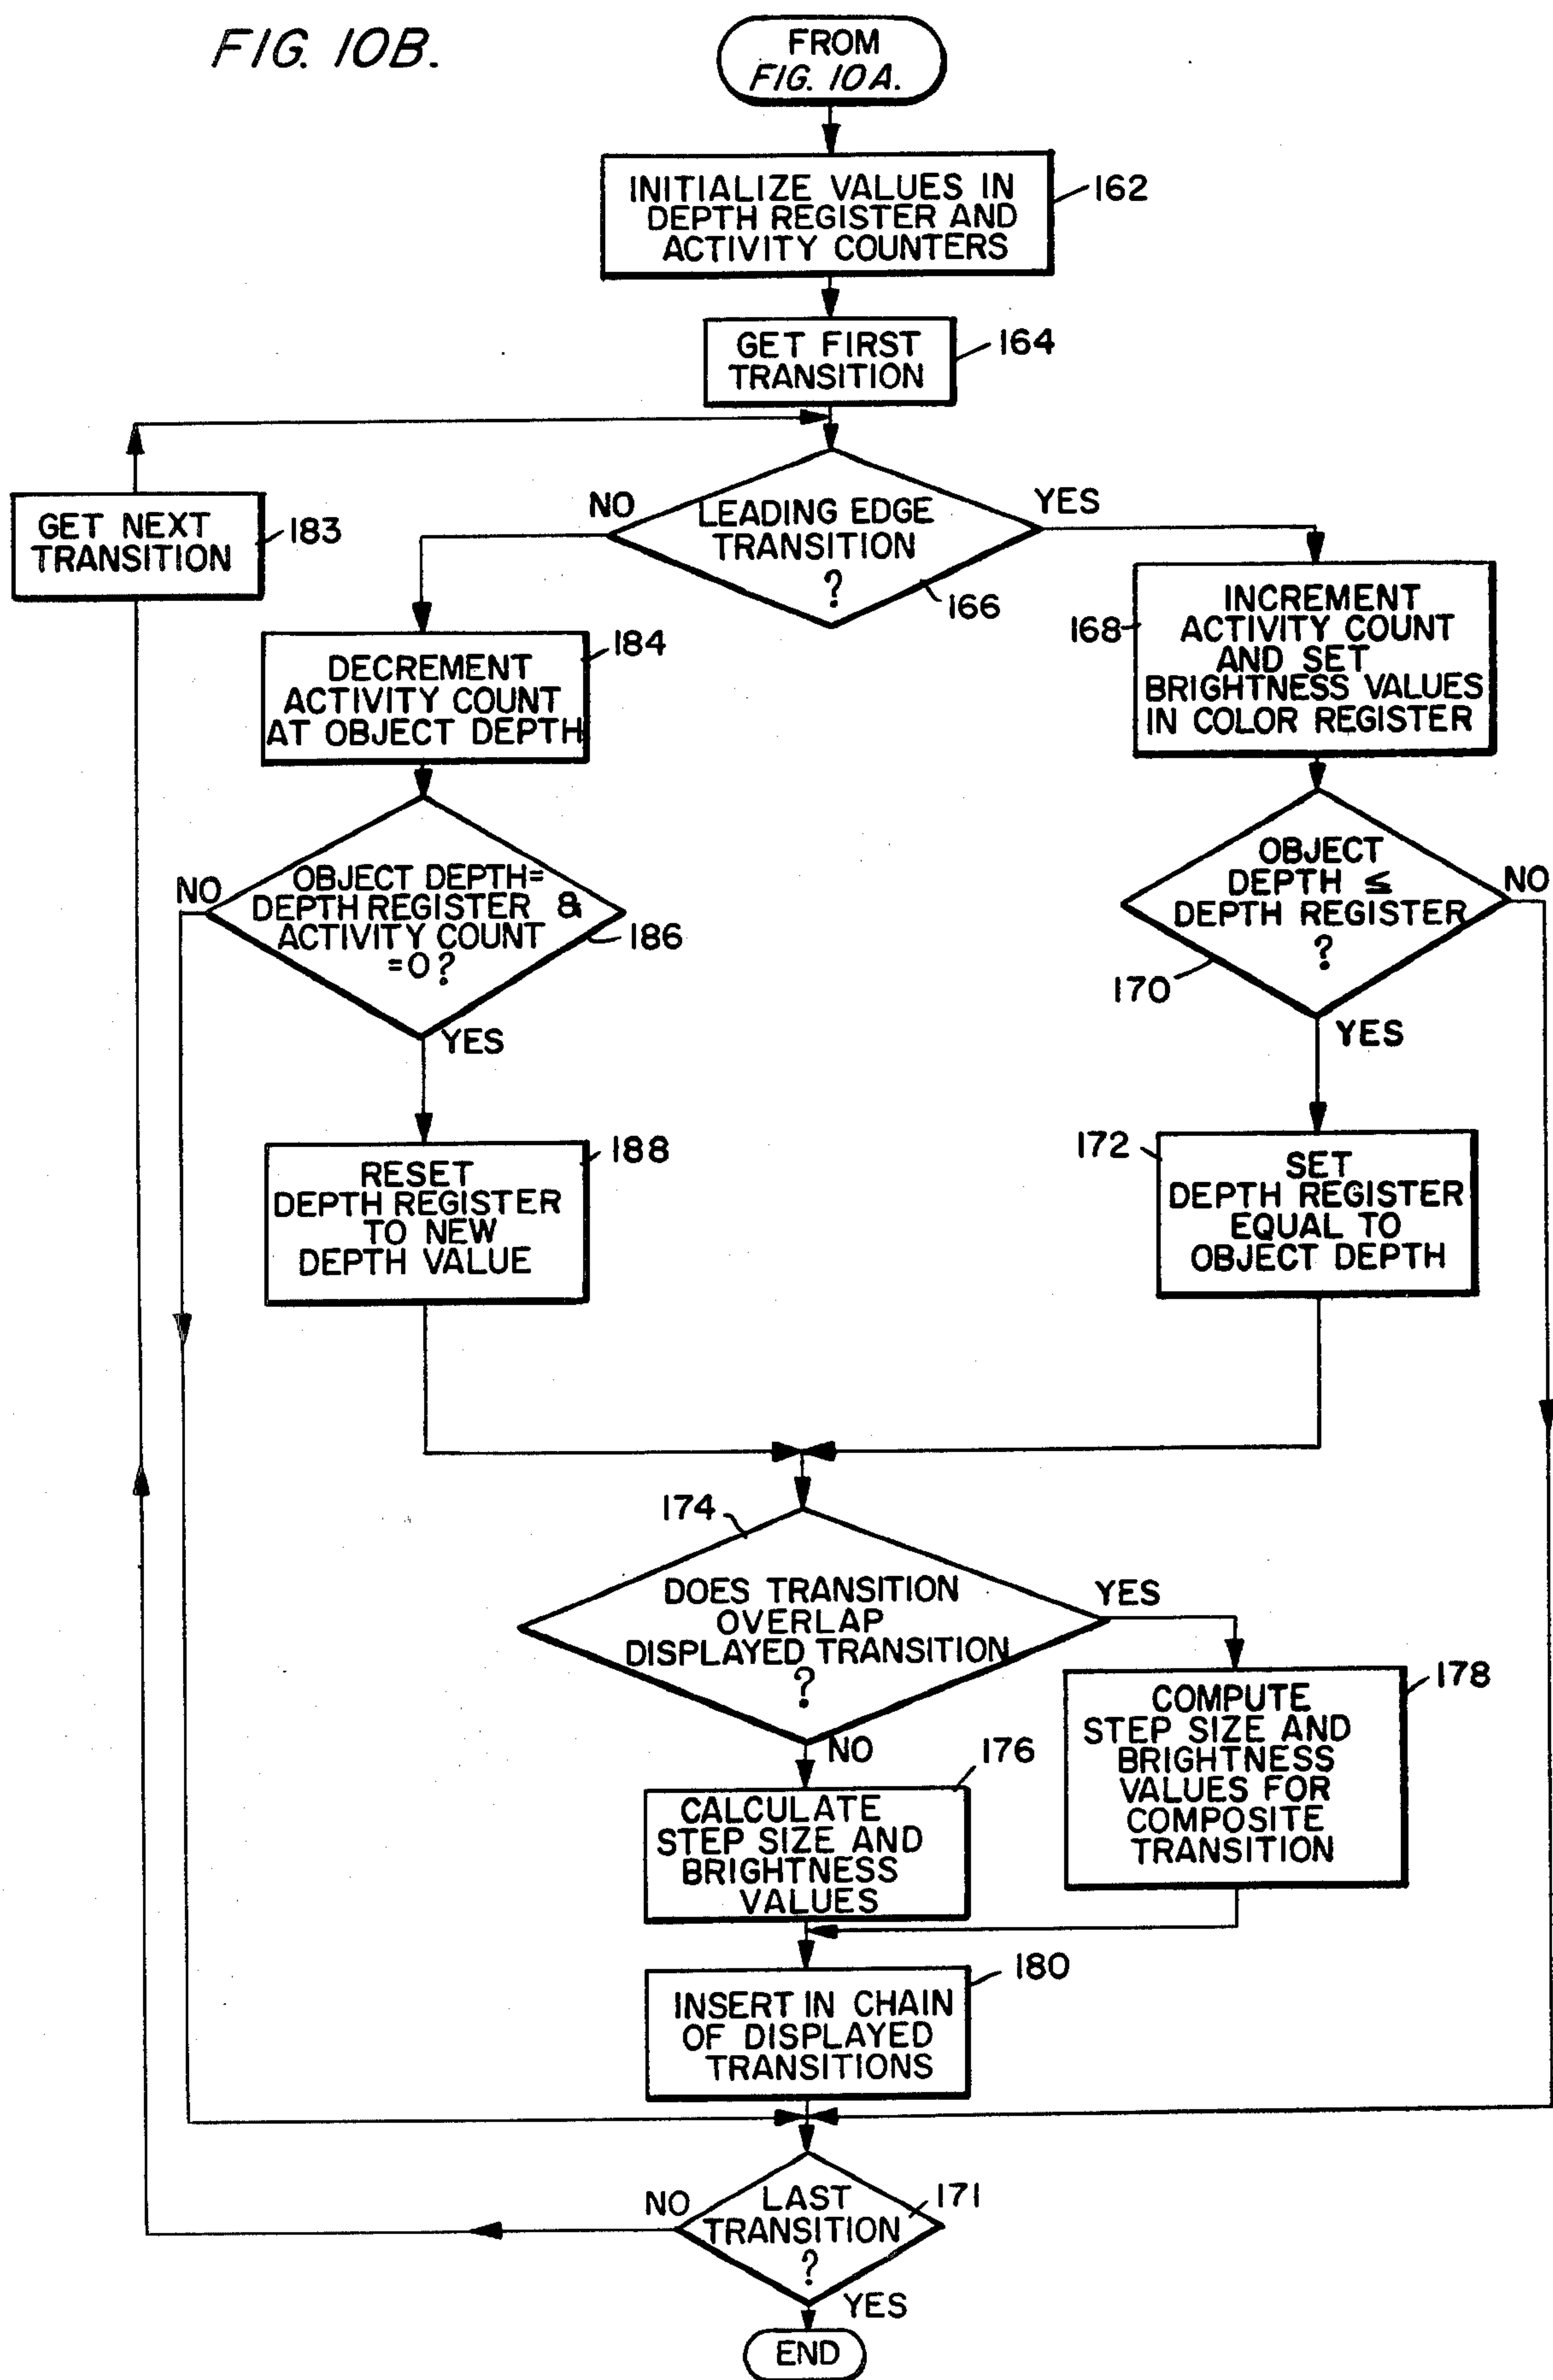 FIG. 10B.
FROM
FIG. 10A.
INITIALIZE VALUES IN
DEPTH REGISTER AND
ACTIVITY COUNTERS
162
GET FIRST
TRANSITION
164
GET NEXT
TRANSITION
183
NO
LEADING EDGE
TRANSITION
?
YES
166
168
INCREMENT
ACTIVITY COUNT
AND SET
BRIGHTNESS VALUES
IN COLOR REGISTER
184
DECREMENT
ACTIVITY COUNT
AT OBJECT DEPTH
NO
OBJECT DEPTH=
DEPTH REGISTER &
ACTIVITY COUNT
=0?
186
YES
OBJECT
DEPTH ≤
DEPTH REGISTER
?
NO
170
YES
188
RESET
DEPTH REGISTER
TO NEW
DEPTH VALUE
172
SET
DEPTH REGISTER
EQUAL TO
OBJECT DEPTH
174
DOES TRANSITION
OVERLAP
DISPLAYED TRANSITION
?
YES
NO
178
COMPUTE
STEP SIZE AND
BRIGHTNESS
VALUES FOR
COMPOSITE
TRANSITION
176
CALCULATE
STEP SIZE AND
BRIGHTNESS
VALUES
180
INSERT IN CHAIN
OF DISPLAYED
TRANSITIONS
NO
LAST
TRANSITION
?
171
YES
END